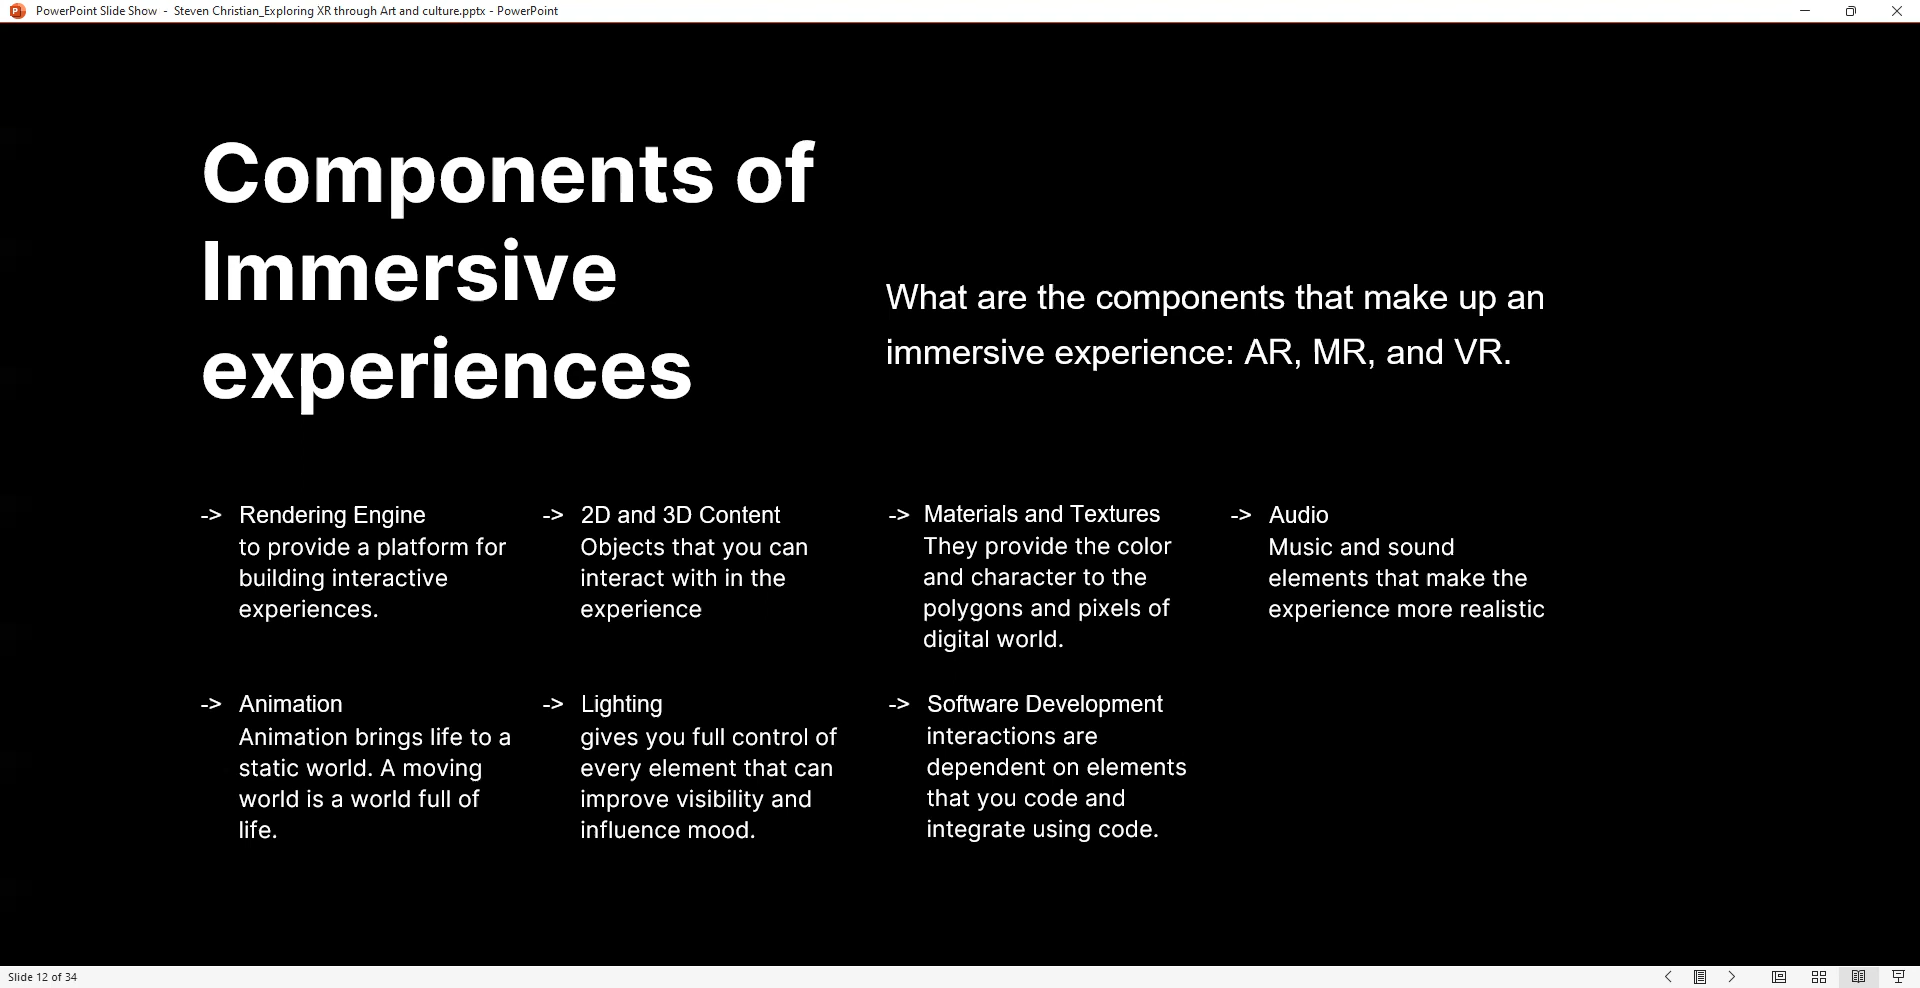 PowerPoint Slide Show - Steven Christian_Exploring XR through Art and culture.pptx - PowerPoint
Components of
Immersive
experiences
What are the components that make up an
immersive experience: AR, MR, and VR.
-> Rendering Engine
to provide a platform for
building interactive
experiences.
-> 2D and 3D Content
Objects that you can
interact with in the
experience
-> Materials and Textures
They provide the color
and character to the
polygons and pixels of
digital world.
-> Audio
Music and sound
elements that make the
experience more realistic
-> Animation
Animation brings life to a
static world. A moving
world is a world full of
life.
-> Lighting
gives you full control of
every element that can
improve visibility and
influence mood.
-> Software Development
interactions are
dependent on elements
that you code and
integrate using code.
Slide 12 of 34